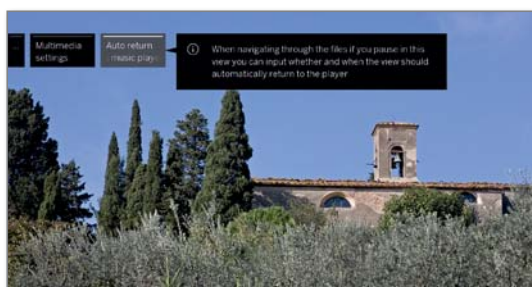 Multimedia
settings
Auto return
music play
When navigating through the files if you pause in this
view you can input whether and when the view should
automatically return to the player